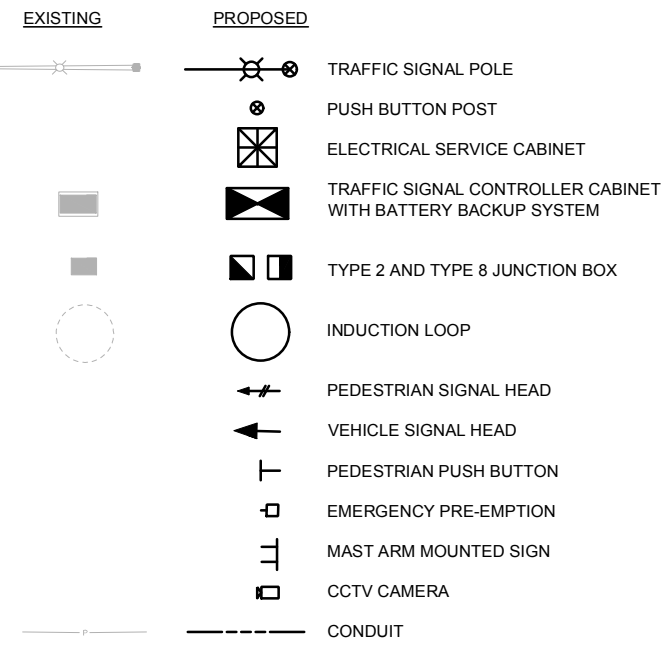 EXISTING PROPOSED
TRAFFIC SIGNAL POLE
PUSH BUTTON POST
ELECTRICAL SERVICE CABINET
TRAFFIC SIGNAL CONTROLLER CABINET
WITH BATTERY BACKUP SYSTEM
TYPE 2 AND TYPE 8 JUNCTION BOX
INDUCTION LOOP
PEDESTRIAN SIGNAL HEAD
VEHICLE SIGNAL HEAD
PEDESTRIAN PUSH BUTTON
EMERGENCY PRE-EMPTION
MAST ARM MOUNTED SIGN
CCTV CAMERA
P CONDUIT